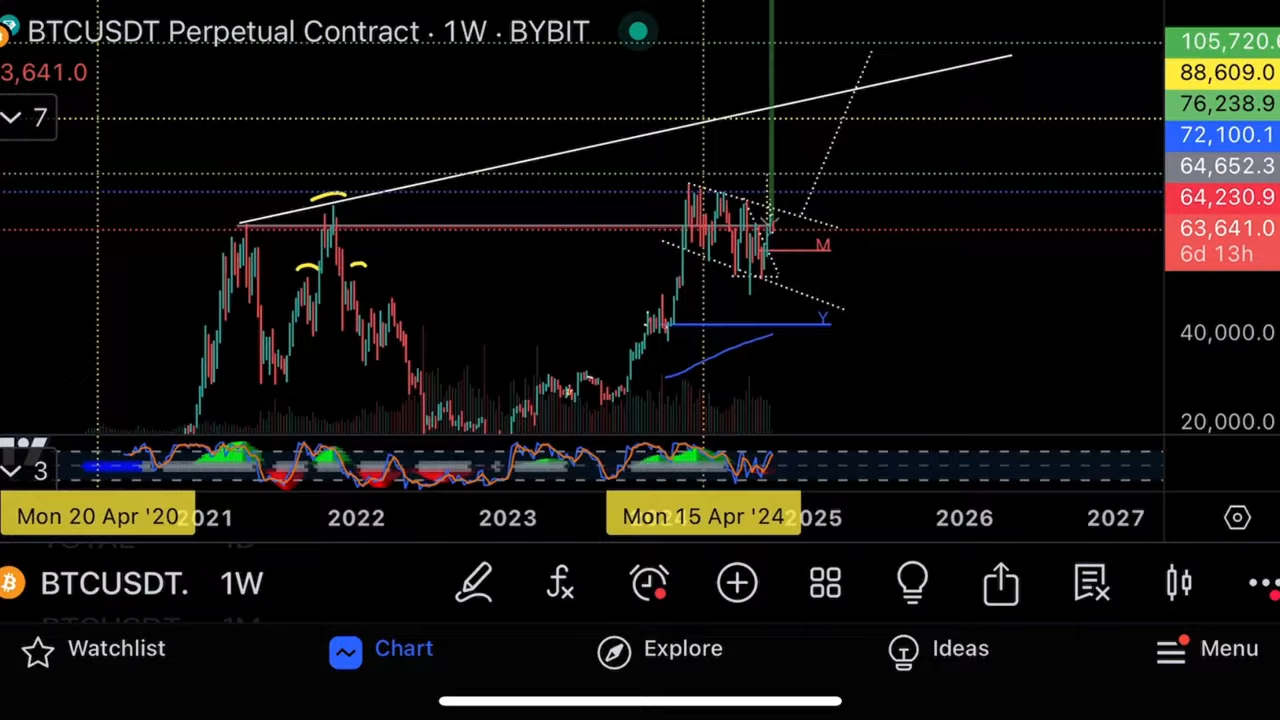 BTCUSDT Perpetual Contract · 1W · BYBIT
3,641.0
7
105,720.
88,609.0
76,238.9
72,100.1
64,652.3
64,230.9
63,641.0
6d 13h
M
Y
40,000.0
20,000.0
3
Mon 20 Apr '20 2021 2022 2023 Mon 15 Apr '24 2025 2026 2027
BTCUSDT. 1W
Watchlist Chart Explore Ideas Menu